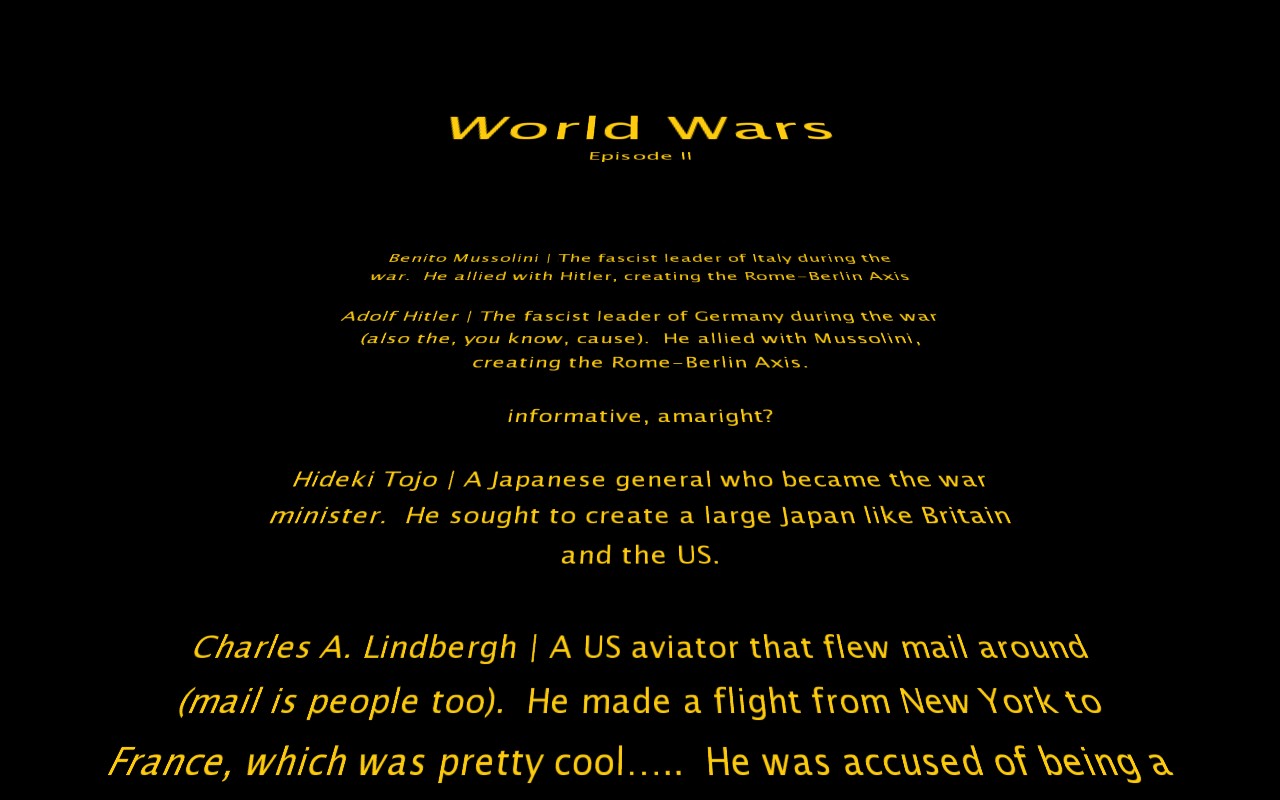 World Wars
Episode II
Benito Mussolini | The fascist leader of Italy during the
war.  He allied with Hitler, creating the Rome-Berlin Axis
Adolf Hitler | The fascist leader of Germany during the war
(also the, you know, cause).  He allied with Mussolini,
creating the Rome-Berlin Axis.
informative, amaright?
Hideki Tojo | A Japanese general who became the war
minister.  He sought to create a large Japan like Britain
and the US.
Charles A. Lindbergh | A US aviator that flew mail around
(mail is people too).  He made a flight from New York to
France, which was pretty cool.....  He was accused of being a